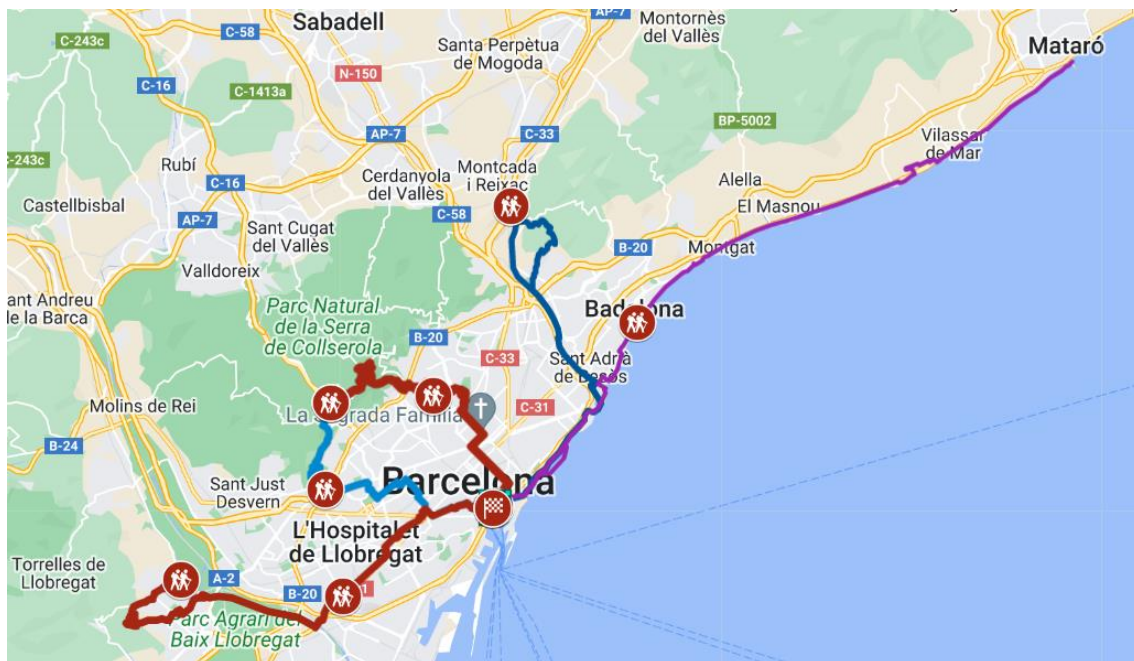 C-243c
C-58
Sabadell
AP-7
Montornès
del Vallès
Mataró
Santa Perpètua
de Mogoda
N-150
C-16
C-1413a
C-33
BP-5002
AP-7
Vilassar
de Mar
C-243c
Rubí
Montcada
i Reixac
Cerdanyola
del Vallès
C-16
Alella
Castellbisbal
C-58
El Masnou
AP-7
Sant Cugat
del Vallès
B-20
Montgat
Valldoreix
ant Andreu
de la Barca
Parc Natural
de la Serra
de Collserola
Badalona
B-20
C-33
Sant Adrià
de Besòs
Molins de Rei
La Sagrada Família
C-31
B-24
Sant Just
Desvern
Barcelona
L'Hospitalet
de Llobregat
Torrelles de
Llobregat
A-2
B-20
1
Parc Agrari del
Baix Llobregat